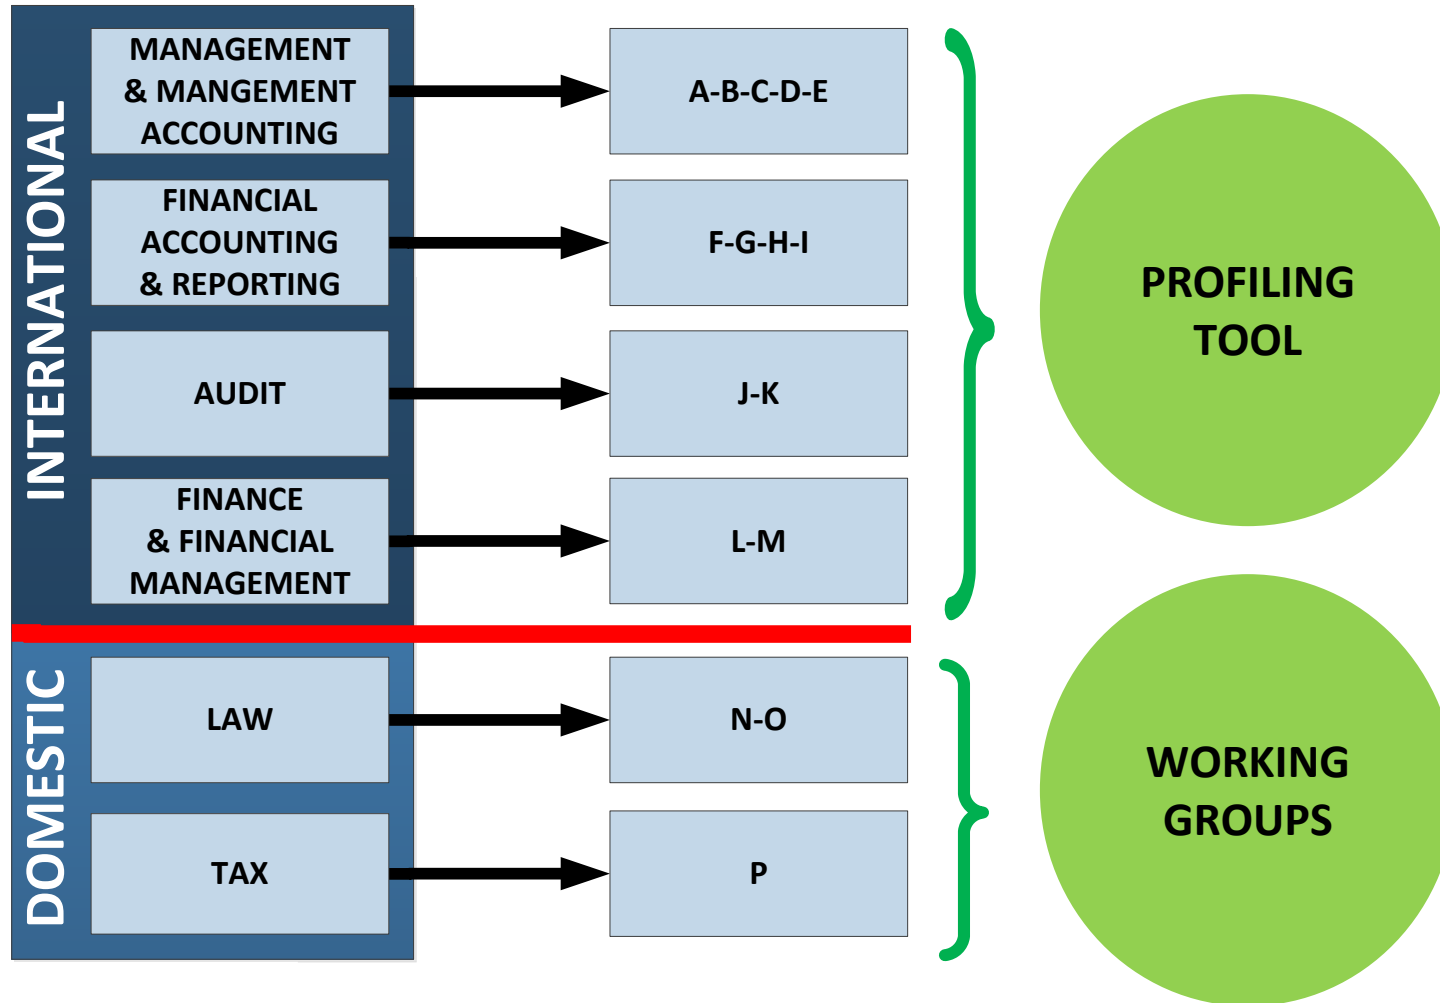 INTERNATIONAL
MANAGEMENT
& MANGEMENT
ACCOUNTING
A-B-C-D-E
FINANCIAL
ACCOUNTING
& REPORTING
F-G-H-I
AUDIT
J-K
FINANCE
& FINANCIAL
MANAGEMENT
L-M
PROFILING
TOOL
DOMESTIC
LAW
N-O
TAX
P
WORKING
GROUPS